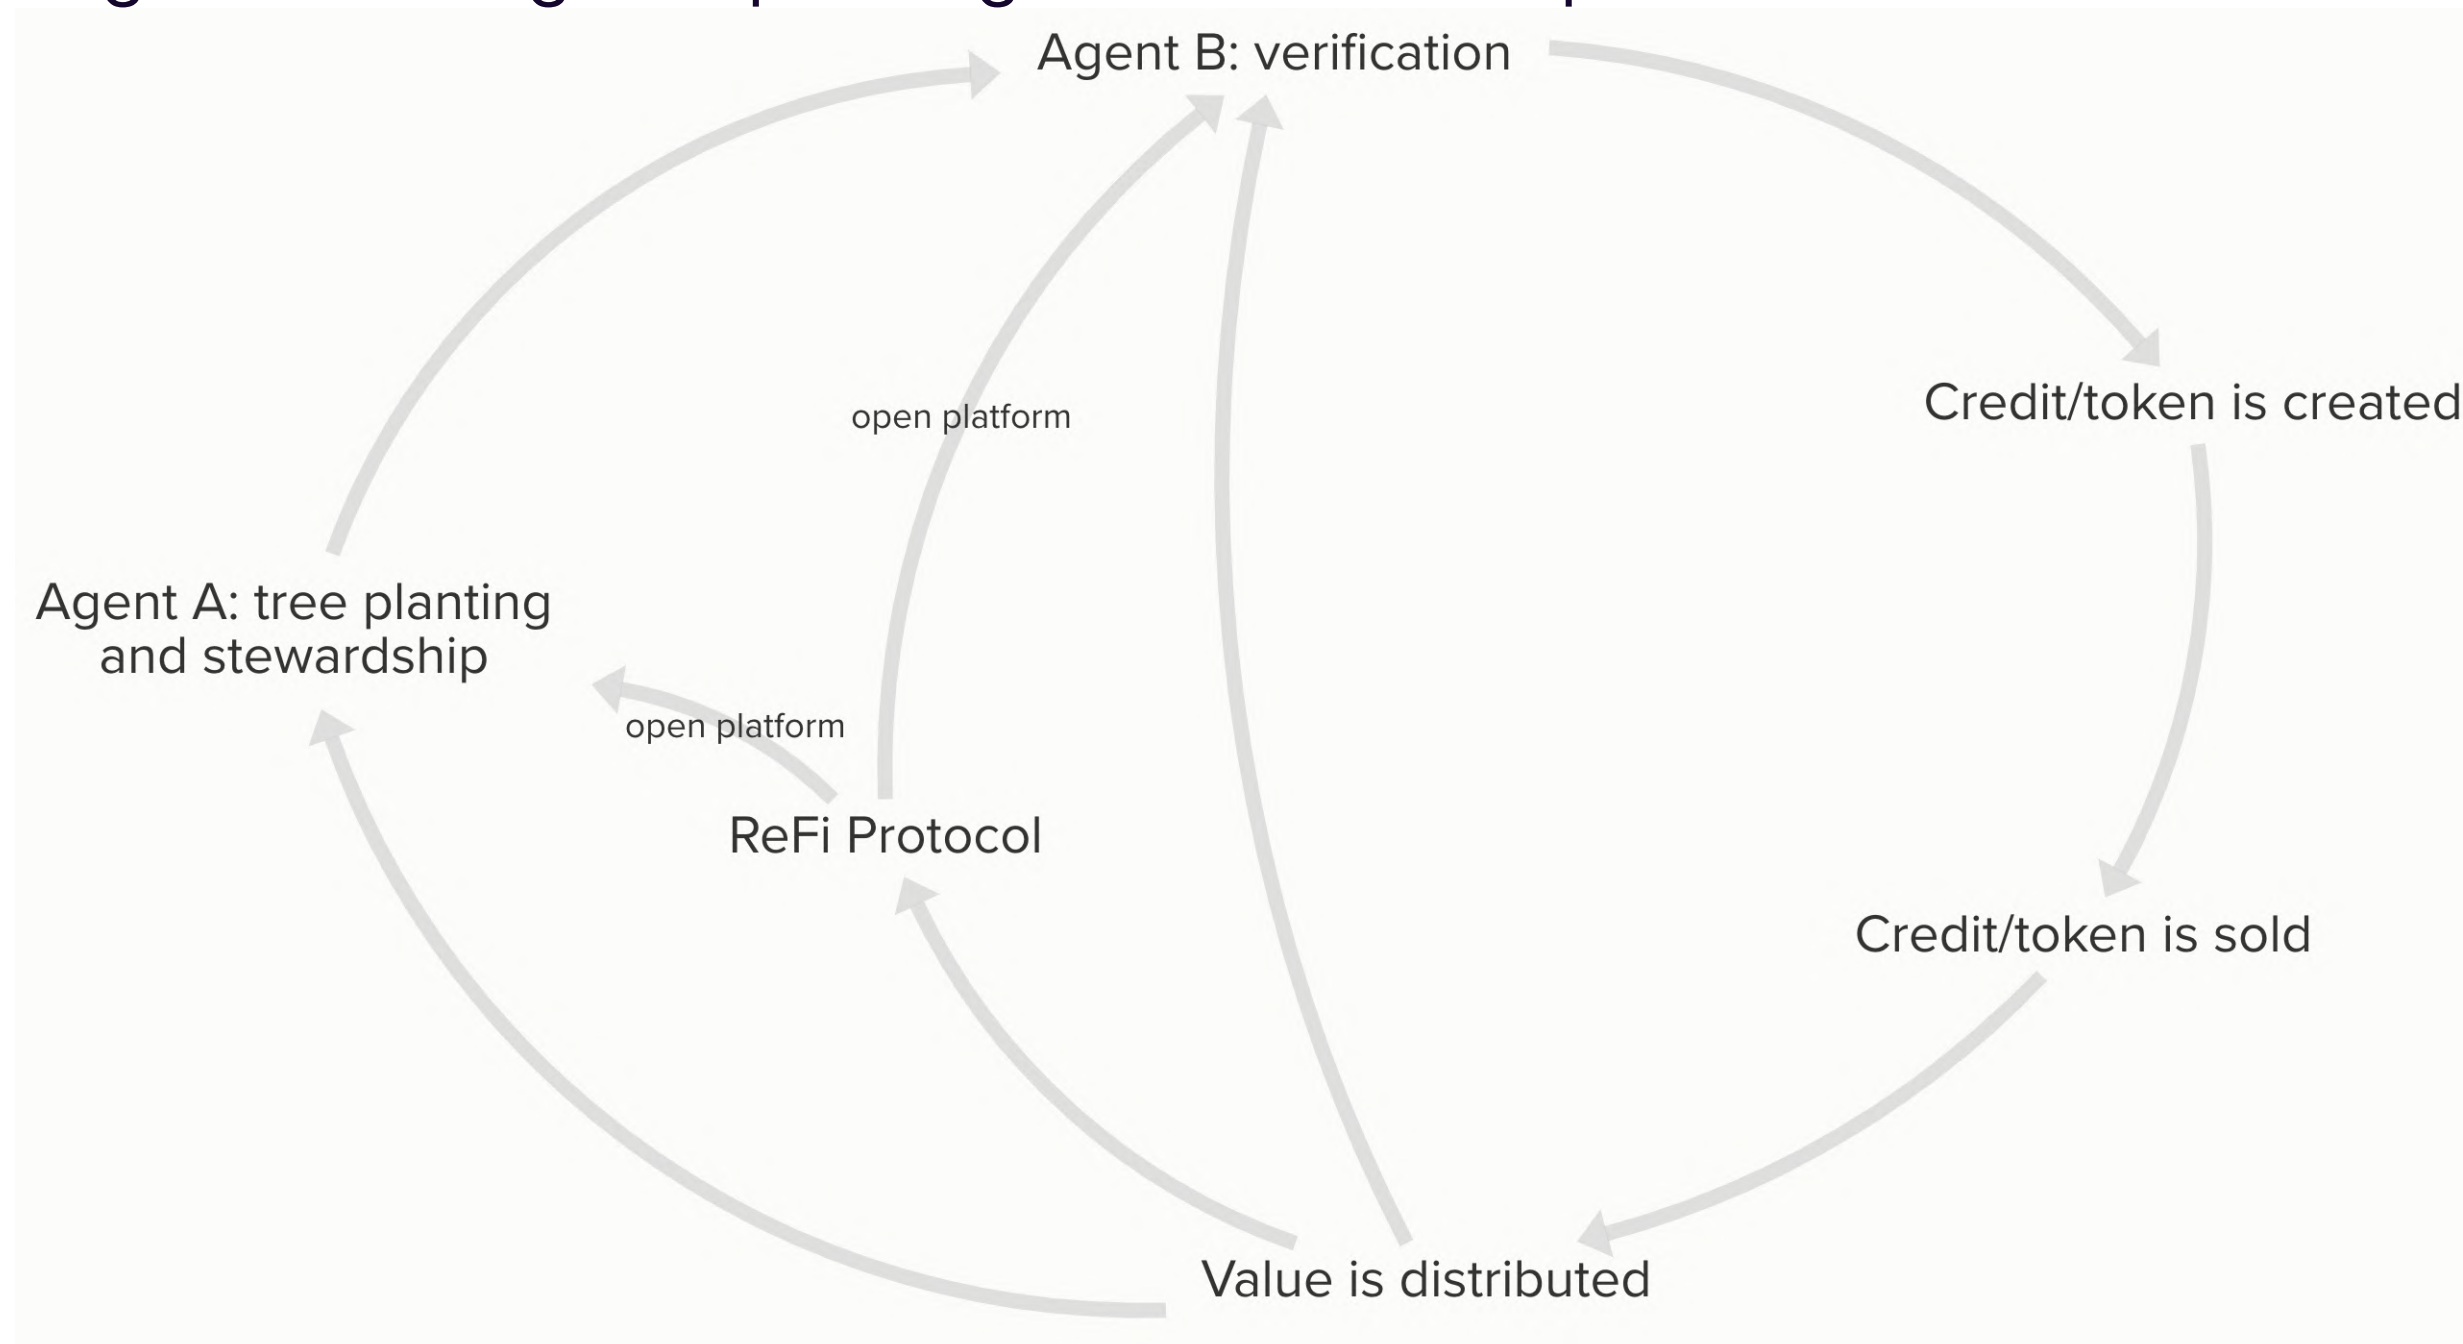 Agent B: verification
Credit/token is created
open platform
Agent A: tree planting
and stewardship
open platform
ReFi Protocol
Credit/token is sold
Value is distributed